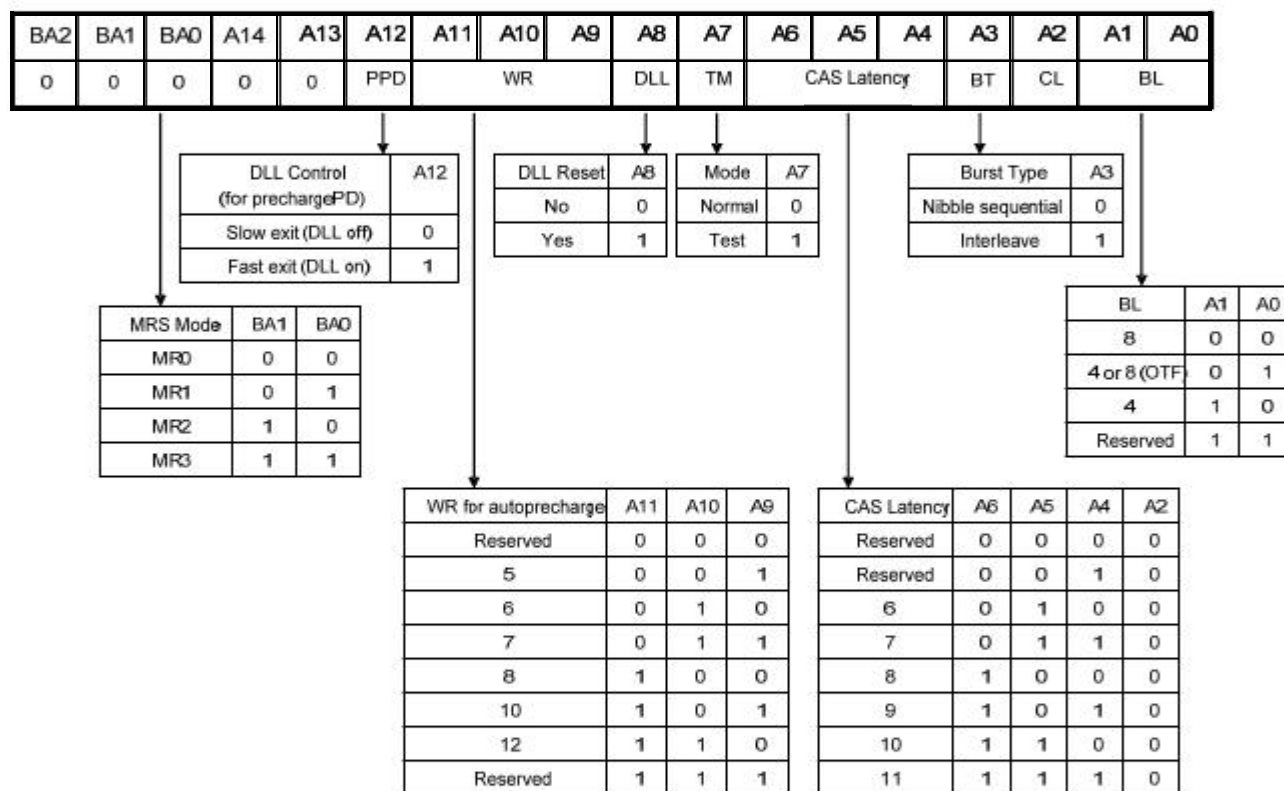 BA2 BA1 BA0 A14 A13 A12 A11 A10 A9 A8 A7 A6 A5 A4 A3 A2 A1 A0
0 0 0 0 0 PPD WR DLL TM CAS Latency BT CL BL
DLL Control (for prechargePD) A12
Slow exit (DLL off) 0
Fast exit (DLL on) 1
DLL Reset A8
No 0
Yes 1
Mode A7
Normal 0
Test 1
Burst Type A3
Nibble sequential 0
Interleave 1
BL A1 A0
8 0 0
4 or 8 (OTF) 0 1
4 1 0
Reserved 1 1
MRS Mode BA1 BA0
MR0 0 0
MR1 0 1
MR2 1 0
MR3 1 1
WR for autoprecharge A11 A10 A9
Reserved 0 0 0
5 0 0 1
6 0 1 0
7 0 1 1
8 1 0 0
10 1 0 1
12 1 1 0
Reserved 1 1 1
CAS Latency A6 A5 A4 A2
Reserved 0 0 0 0
Reserved 0 0 1 0
6 0 1 0 0
7 0 1 1 0
8 1 0 0 0
9 1 0 1 0
10 1 1 0 0
11 1 1 1 0